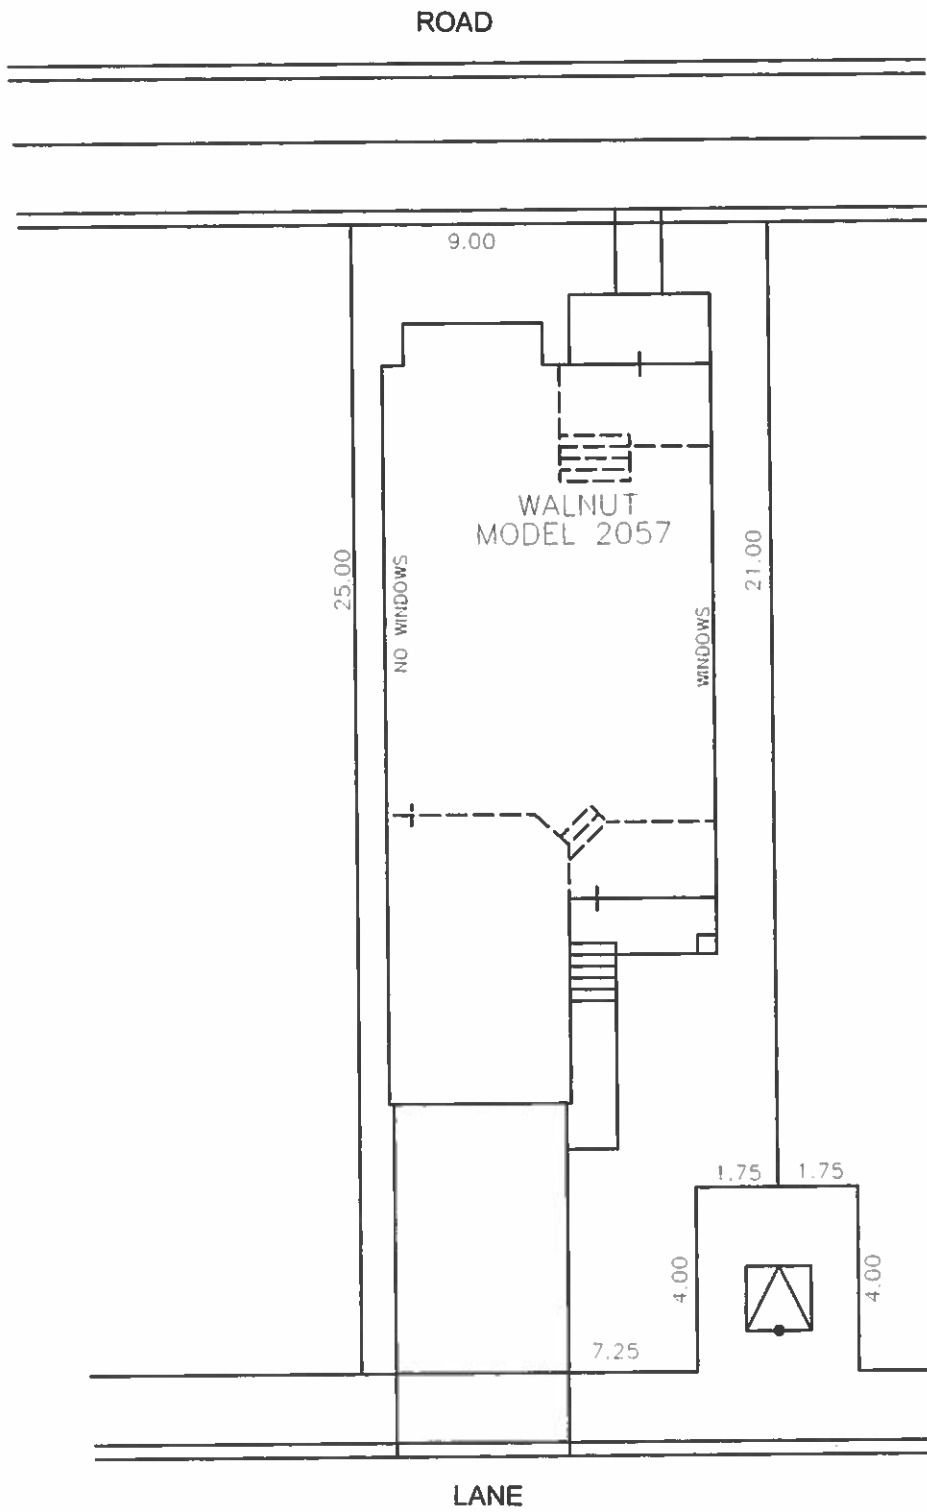 ROAD
9.00
WALNUT
MODEL 2057
25.00
NO WINDOWS
WINDOWS
21.00
1.75
1.75
4.00
4.00
7.25
LANE